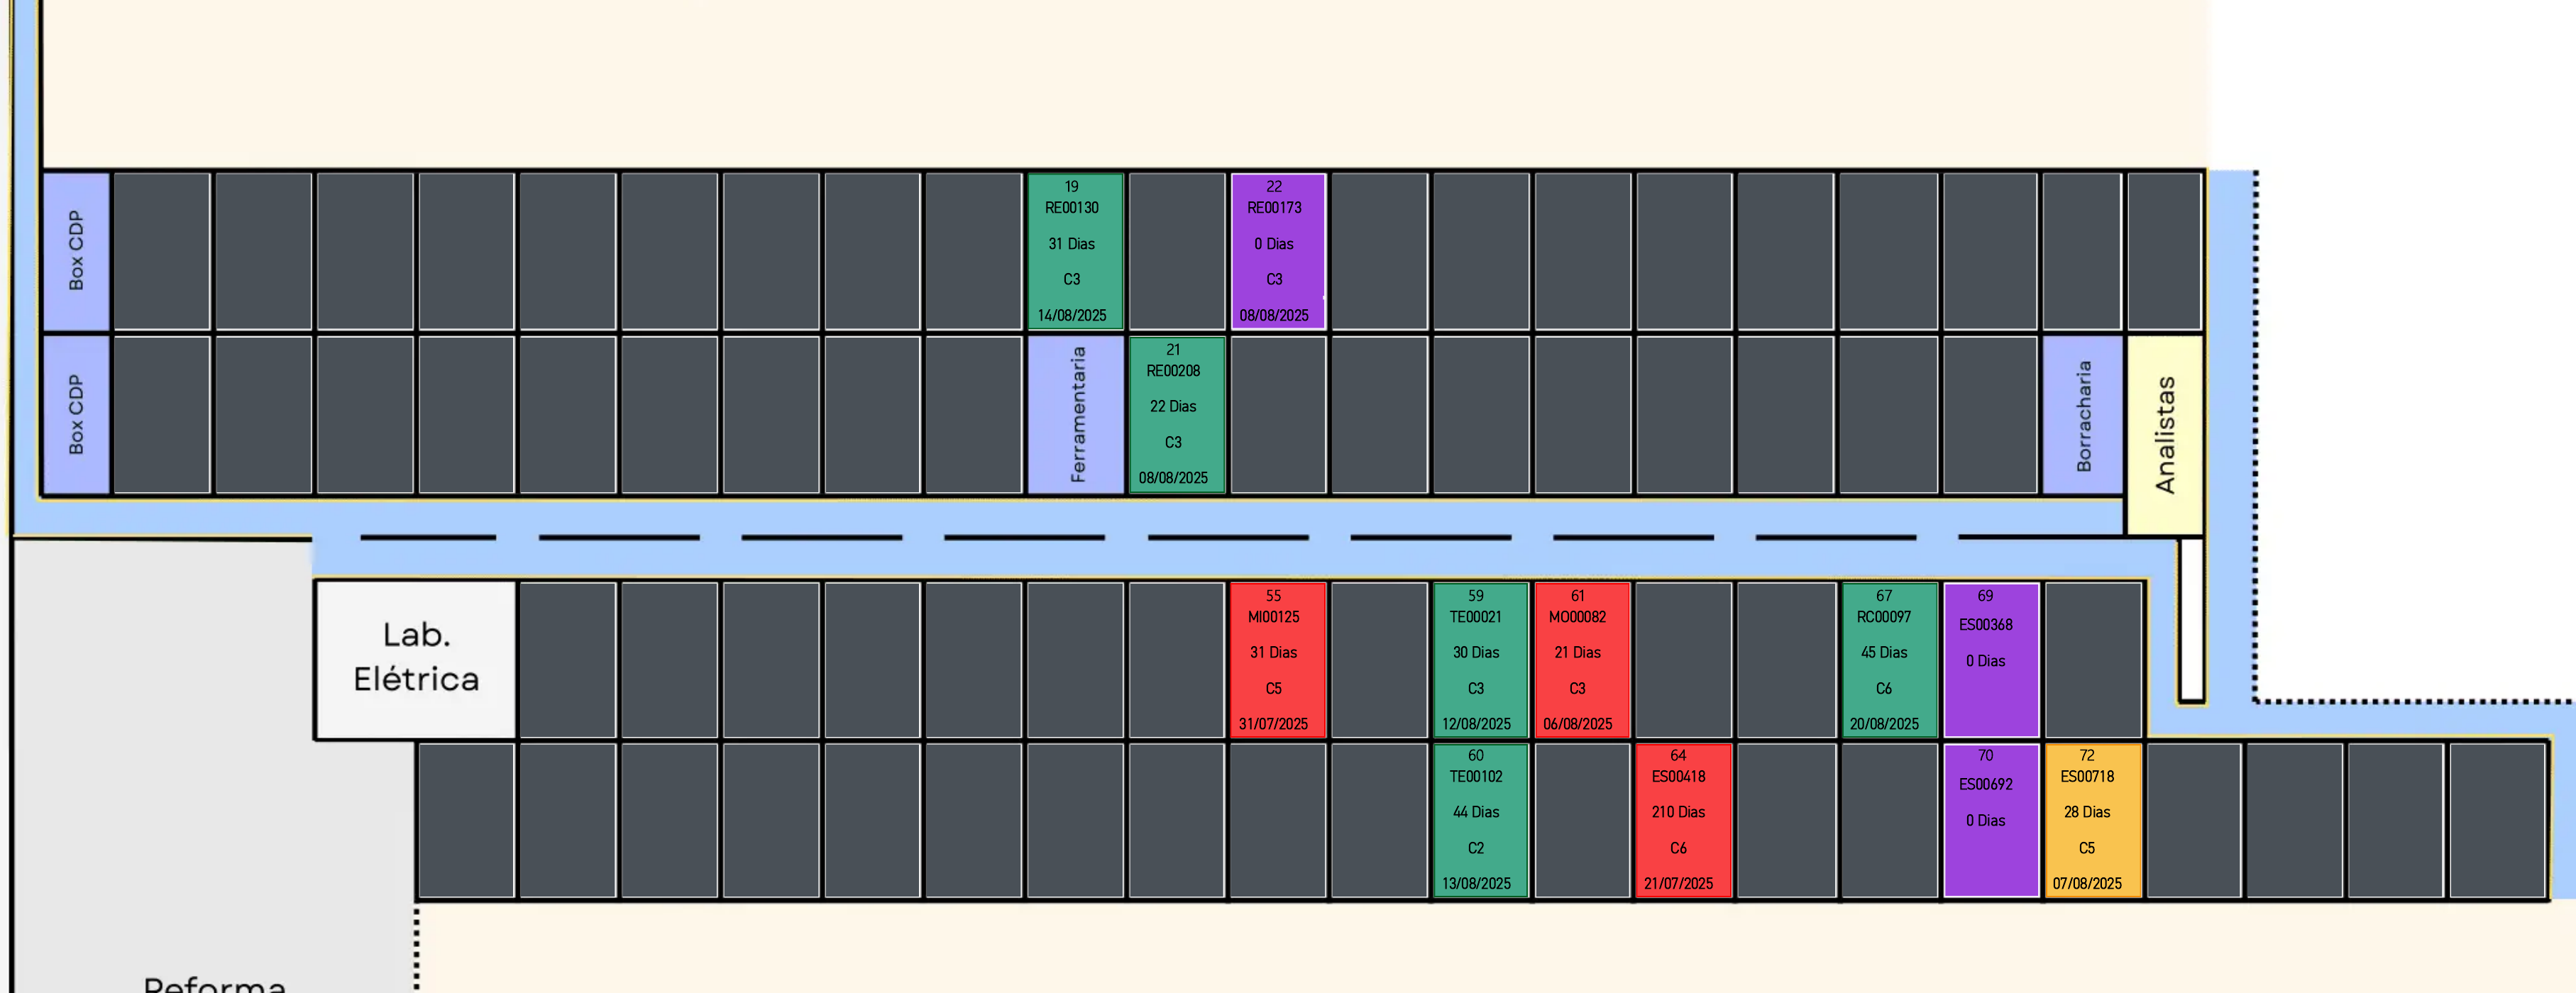 Box CDP
19
RE00130
31 Dias
C3
14/08/2025
22
RE00173
0 Dias
C3
08/08/2025
Box CDP
Ferramentaria
21
RE00208
22 Dias
C3
08/08/2025
Borracharia
Analistas
Lab.
Elétrica
55
MI00125
31 Dias
C5
31/07/2025
59
TE00021
30 Dias
C3
12/08/2025
61
MO00082
21 Dias
C3
06/08/2025
67
RC00097
45 Dias
C6
20/08/2025
69
ES00368
0 Dias
60
TE00102
44 Dias
C2
13/08/2025
64
ES00418
210 Dias
C6
21/07/2025
70
ES00692
0 Dias
72
ES00718
28 Dias
C5
07/08/2025
Reforma